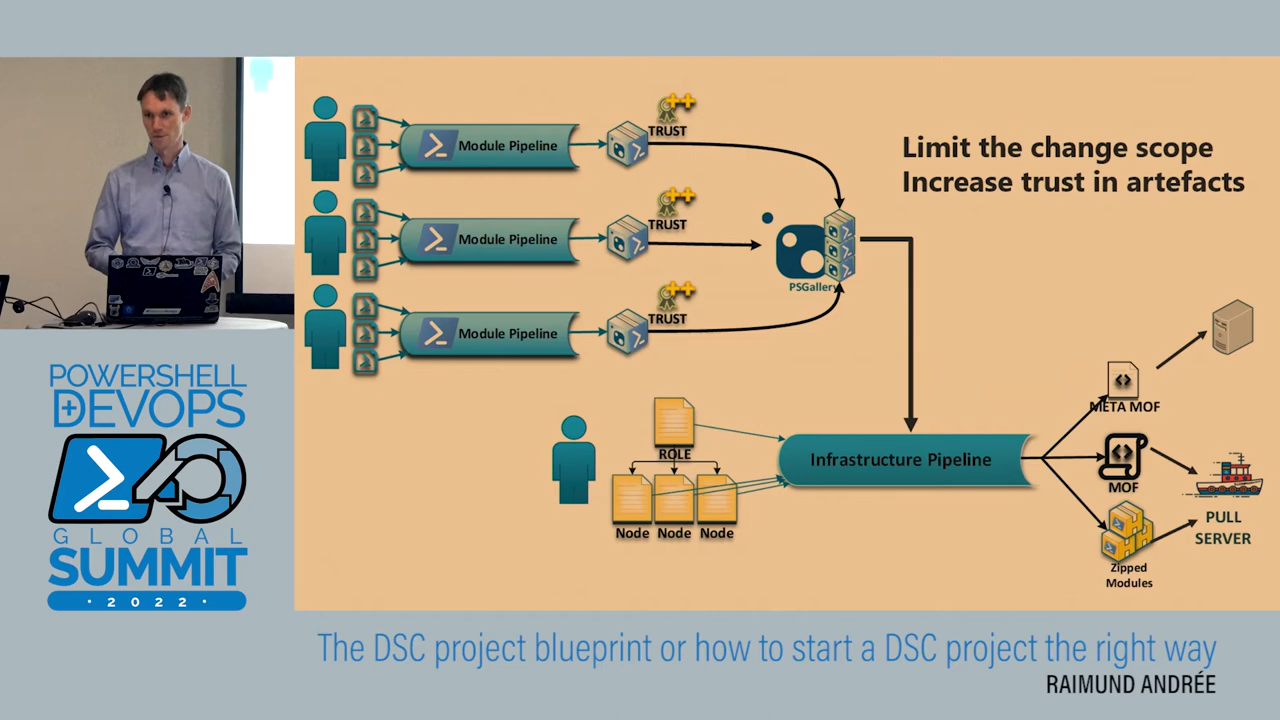 TRUST
Module Pipeline
TRUST
Module Pipeline
PSGallery
TRUST
Module Pipeline
Limit the change scope
Increase trust in artefacts
ROLE
Node
Node
Node
Infrastructure Pipeline
META MOF
MOF
Zipped
Modules
PULL
SERVER
POWERSHELL
+ DEVOPS
GLOBAL
SUMMIT
· 2022 ·
The DSC project blueprint or how to start a DSC project the right way
RAIMUND ANDRÉE